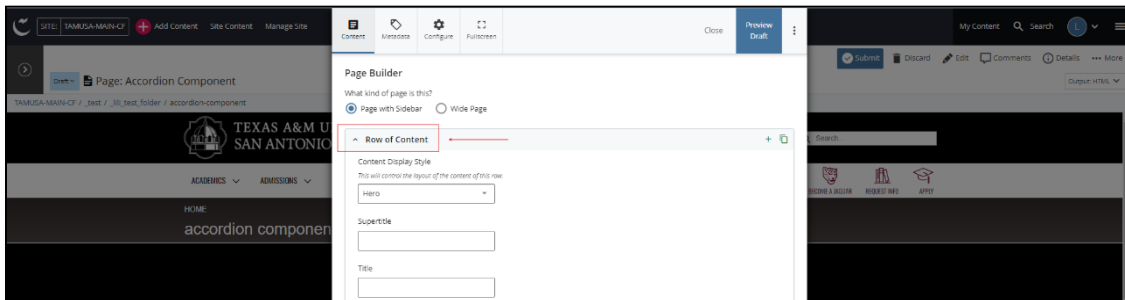 SITE: TAMUSA-MAIN-CF Add Content Site Content Manage Site
My Content Search L
Content Metadata Configure Fullscreen
Close Preview Draft
Submit Discard Edit Comments Details More
Draft Page: Accordion Component
Output: HTML
TAMUSA-MAIN-CF / _test / _lili_test_folder / accordion-component
Page Builder
What kind of page is this?
Page with Sidebar Wide Page
TEXAS A&M U
SAN ANTONIO
Search...
Row of Content
Content Display Style
This will control the layout of the content of this row.
Hero
ACADEMICS ADMISSIONS
BECOME A JAGUAR REQUEST INFO APPLY
HOME
accordion componen
Supertitle
Title